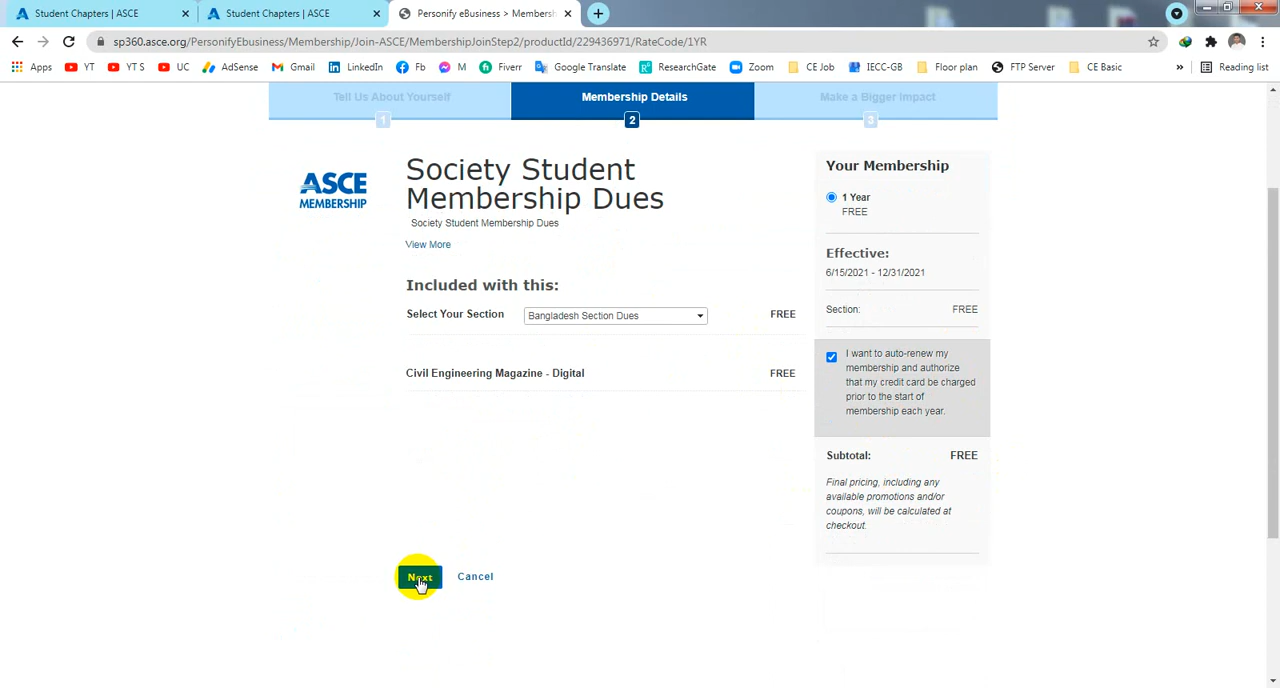 Student Chapters | ASCE
Student Chapters | ASCE
Personify eBusiness > Membersh
sp360.asce.org/PersonifyEbusiness/Membership/Join-ASCE/MembershipJoinStep2/productId/229436971/RateCode/1YR
Apps YT YT S UC AdSense Gmail LinkedIn Fb M Fiverr Google Translate ResearchGate Zoom CE Job IECC-GB Floor plan FTP Server CE Basic » Reading list
Tell Us About Yourself
1
Membership Details
2
Make a Bigger Impact
3
ASCE
MEMBERSHIP
Society Student
Membership Dues
Society Student Membership Dues
View More
Included with this:
Select Your Section Bangladesh Section Dues FREE
Civil Engineering Magazine - Digital FREE
Next Cancel
Your Membership
1 Year
FREE
Effective:
6/15/2021 - 12/31/2021
Section: FREE
I want to auto-renew my
membership and authorize
that my credit card be charged
prior to the start of
membership each year.
Subtotal: FREE
Final pricing, including any
available promotions and/or
coupons, will be calculated at
checkout.